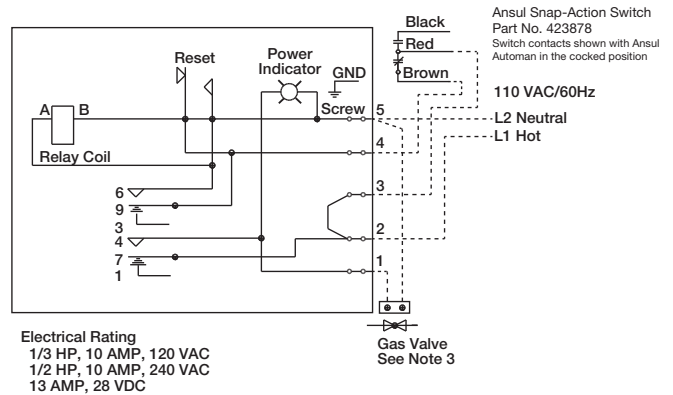 Ansul Snap-Action Switch
Part No. 423878
Switch contacts shown with Ansul
Automan in the cocked position
Black
Red
Brown
110 VAC/60Hz
L2 Neutral
L1 Hot
Reset
Power
Indicator
GND
Screw
5
A B
4
Relay Coil
6
9
3
4
7
1
3
2
1
Gas Valve
See Note 3
Electrical Rating
1/3 HP, 10 AMP, 120 VAC
1/2 HP, 10 AMP, 240 VAC
13 AMP, 28 VDC